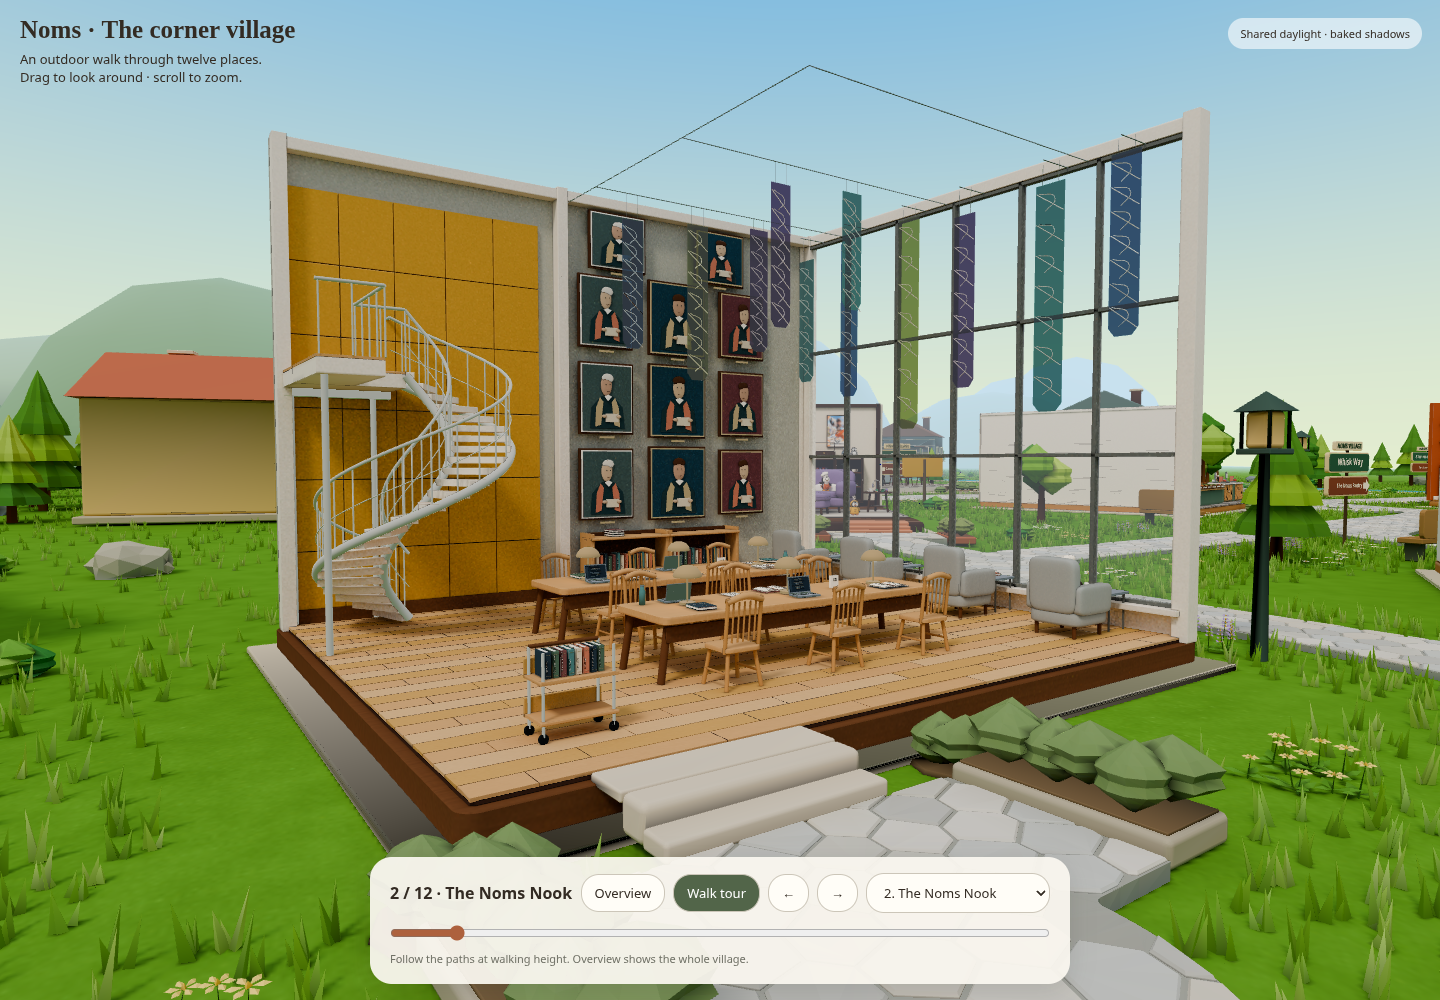 Noms · The corner village
An outdoor walk through twelve places.
Drag to look around · scroll to zoom.
Shared daylight · baked shadows
NOMS VILLAGE
Whisk Way
2 / 12 · The Noms Nook
Overview
Walk tour
←
→
2. The Noms Nook
Follow the paths at walking height. Overview shows the whole village.